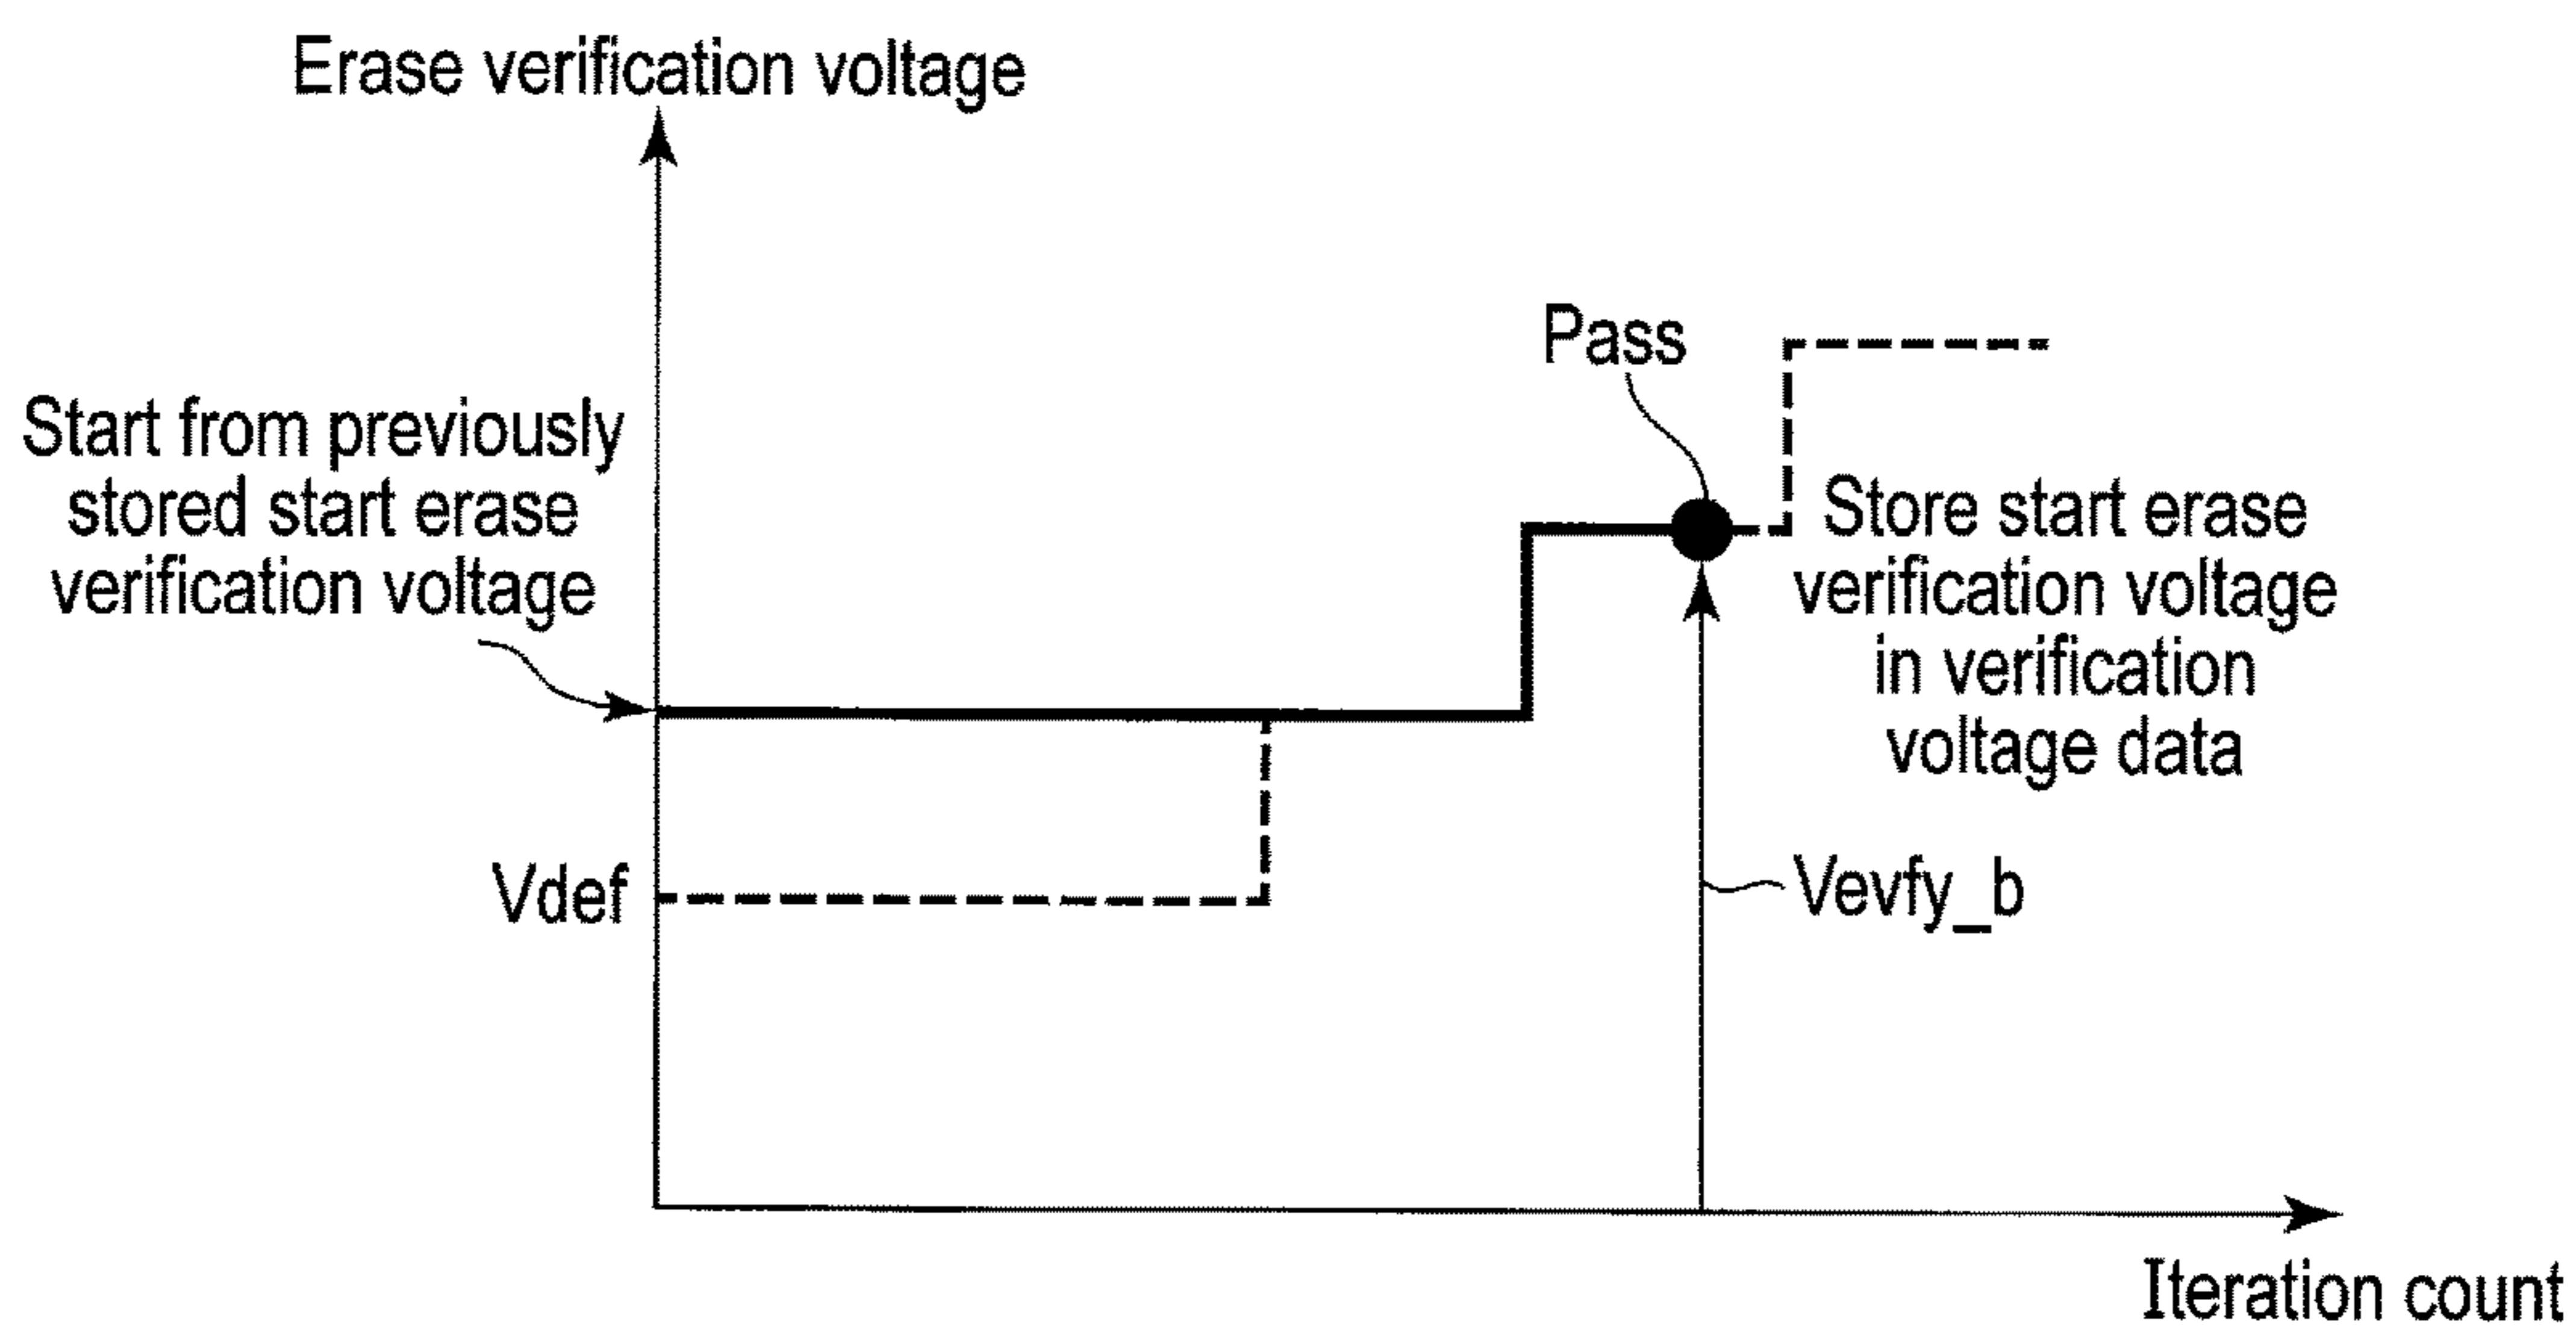 Erase verification voltage
Pass
Start from previously
stored start erase
verification voltage
Store start erase
verification voltage
in verification
voltage data
Vdef
Vevfy_b
Iteration count